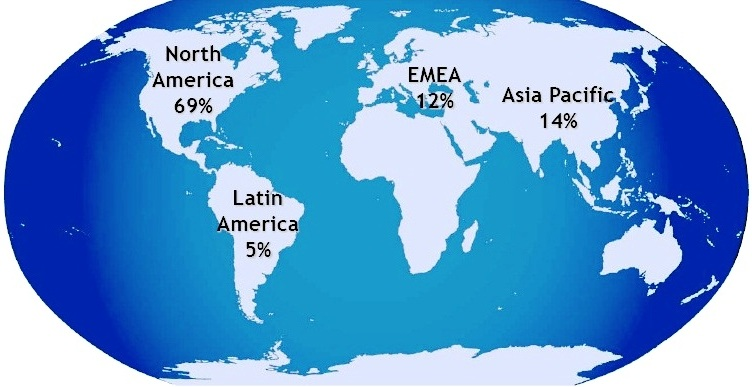 North
America
69%
EMEA
12%
Asia Pacific
14%
Latin
America
5%